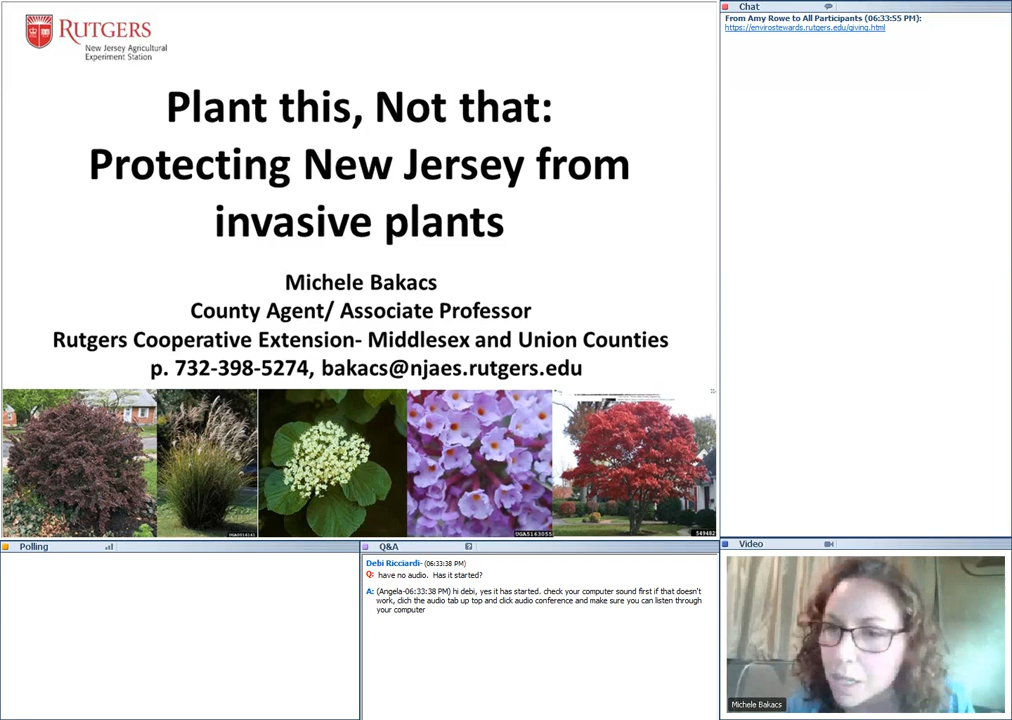 RUTGERS
New Jersey Agricultural
Experiment Station
Plant this, Not that:
Protecting New Jersey from
invasive plants
Michele Bakacs
County Agent/ Associate Professor
Rutgers Cooperative Extension- Middlesex and Union Counties
p. 732-398-5274, bakacs@njaes.rutgers.edu
UGA5163055
549482
Chat
From Amy Rowe to All Participants (06:33:55 PM):
https://envirostewards.rutgers.edu/giving.html
Polling
Q&A
Debi Ricciardi- (06:33:38 PM)
Q: have no audio. Has it started?
A: (Angela-06:33:38 PM) hi debi, yes it has started. check your computer sound first if that doesn't
work, clich the audio tab up top and click audio conference and make sure you can listen through
your computer
Video
Michele Bakacs